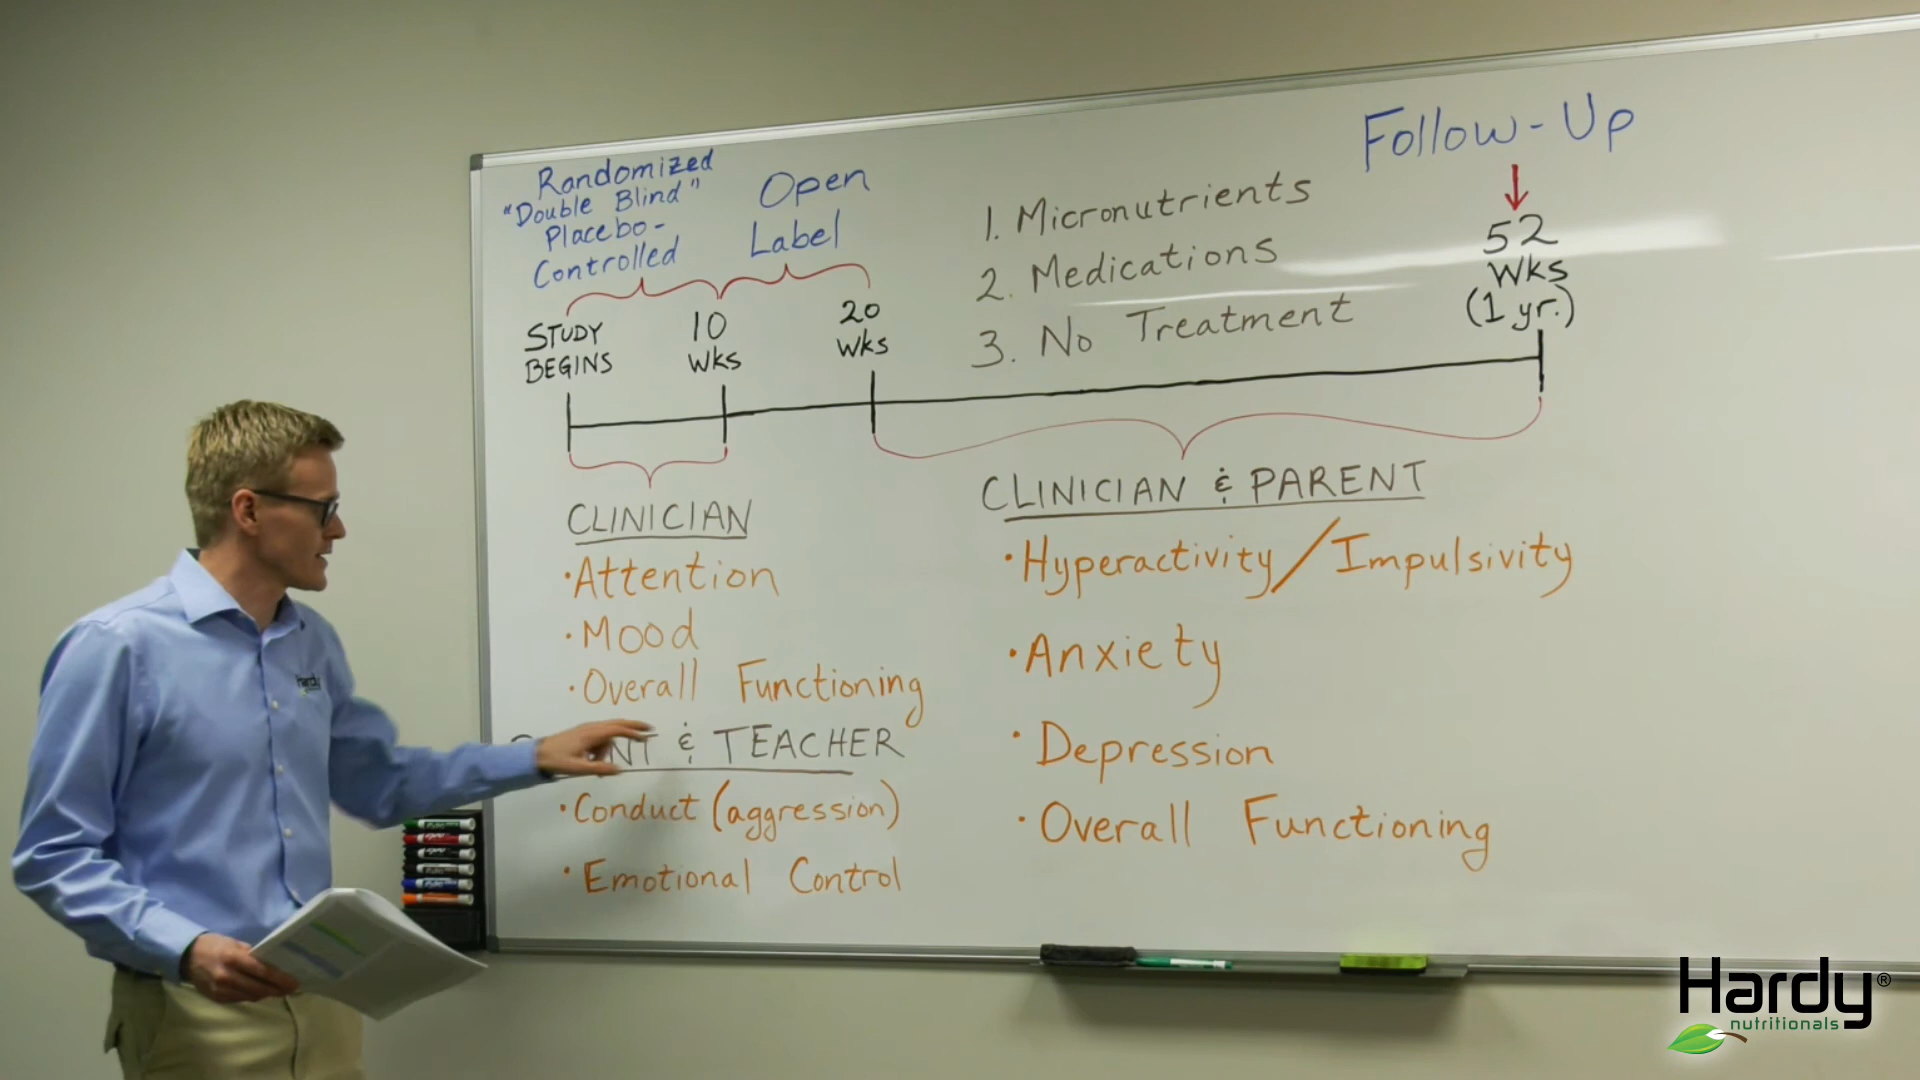 Randomized
"Double Blind"
Placebo-
Controlled
Open
Label
1. Micronutrients
2. Medications
3. No Treatment
Follow-Up
52
Wks
(1 yr.)
STUDY
BEGINS
10
Wks
20
Wks
CLINICIAN
·Attention
·Mood
·Overall Functioning
& TEACHER
·Conduct (aggression)
·Emotional Control
CLINICIAN & PARENT
·Hyperactivity/Impulsivity
·Anxiety
·Depression
·Overall Functioning
Hardy
Hardy®
nutritionals